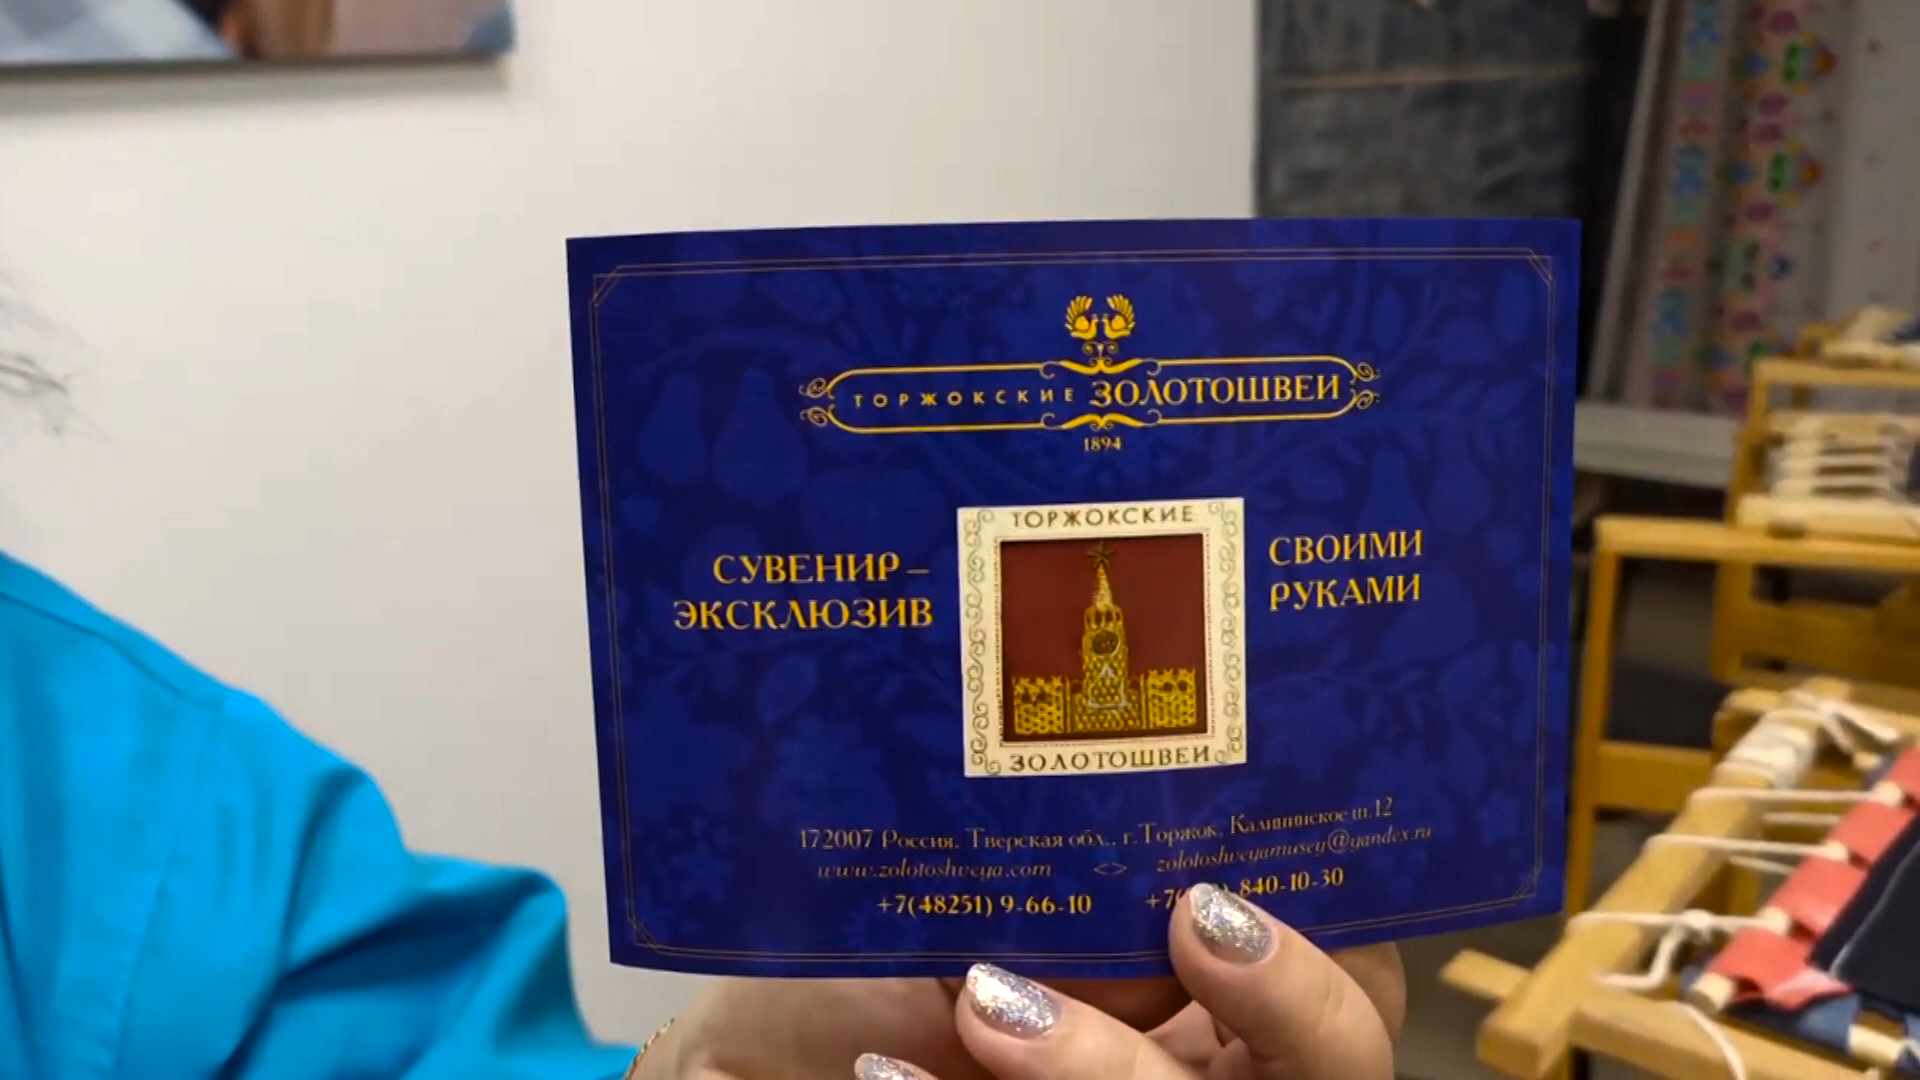 ТОРЖОКСКИЕ ЗОЛОТОШВЕИ
1894
СУВЕНИР –
ЭКСКЛЮЗИВ
ТОРЖОКСКИЕ
ЗОЛОТОШВЕИ
СВОИМИ
РУКАМИ
172007 Россия, Тверская обл., г. Торжок, Калининское ш.12
www.zolotoshveya.com <> zolotoshveyamusey@yandex.ru
+7(48251) 9-66-10 +7( 840-10-30